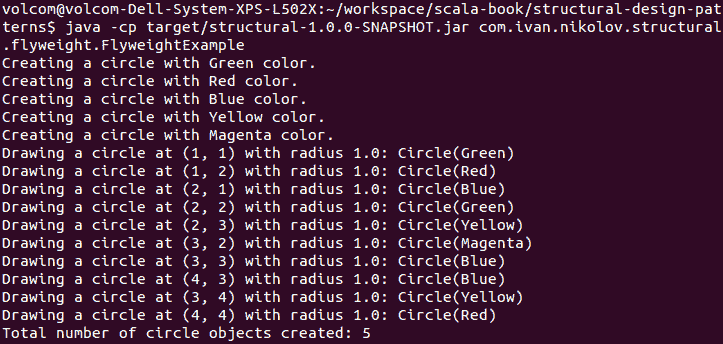 volcom@volcom-Dell-System-XPS-L502X:~/workspace/scala-book/structural-design-pat
terns$ java -cp target/structural-1.0.0-SNAPSHOT.jar com.ivan.nikolov.structural
.flyweight.FlyweightExample
Creating a circle with Green color.
Creating a circle with Red color.
Creating a circle with Blue color.
Creating a circle with Yellow color.
Creating a circle with Magenta color.
Drawing a circle at (1, 1) with radius 1.0: Circle(Green)
Drawing a circle at (1, 2) with radius 1.0: Circle(Red)
Drawing a circle at (2, 1) with radius 1.0: Circle(Blue)
Drawing a circle at (2, 2) with radius 1.0: Circle(Green)
Drawing a circle at (2, 3) with radius 1.0: Circle(Yellow)
Drawing a circle at (3, 2) with radius 1.0: Circle(Magenta)
Drawing a circle at (3, 3) with radius 1.0: Circle(Blue)
Drawing a circle at (4, 3) with radius 1.0: Circle(Blue)
Drawing a circle at (3, 4) with radius 1.0: Circle(Yellow)
Drawing a circle at (4, 4) with radius 1.0: Circle(Red)
Total number of circle objects created: 5